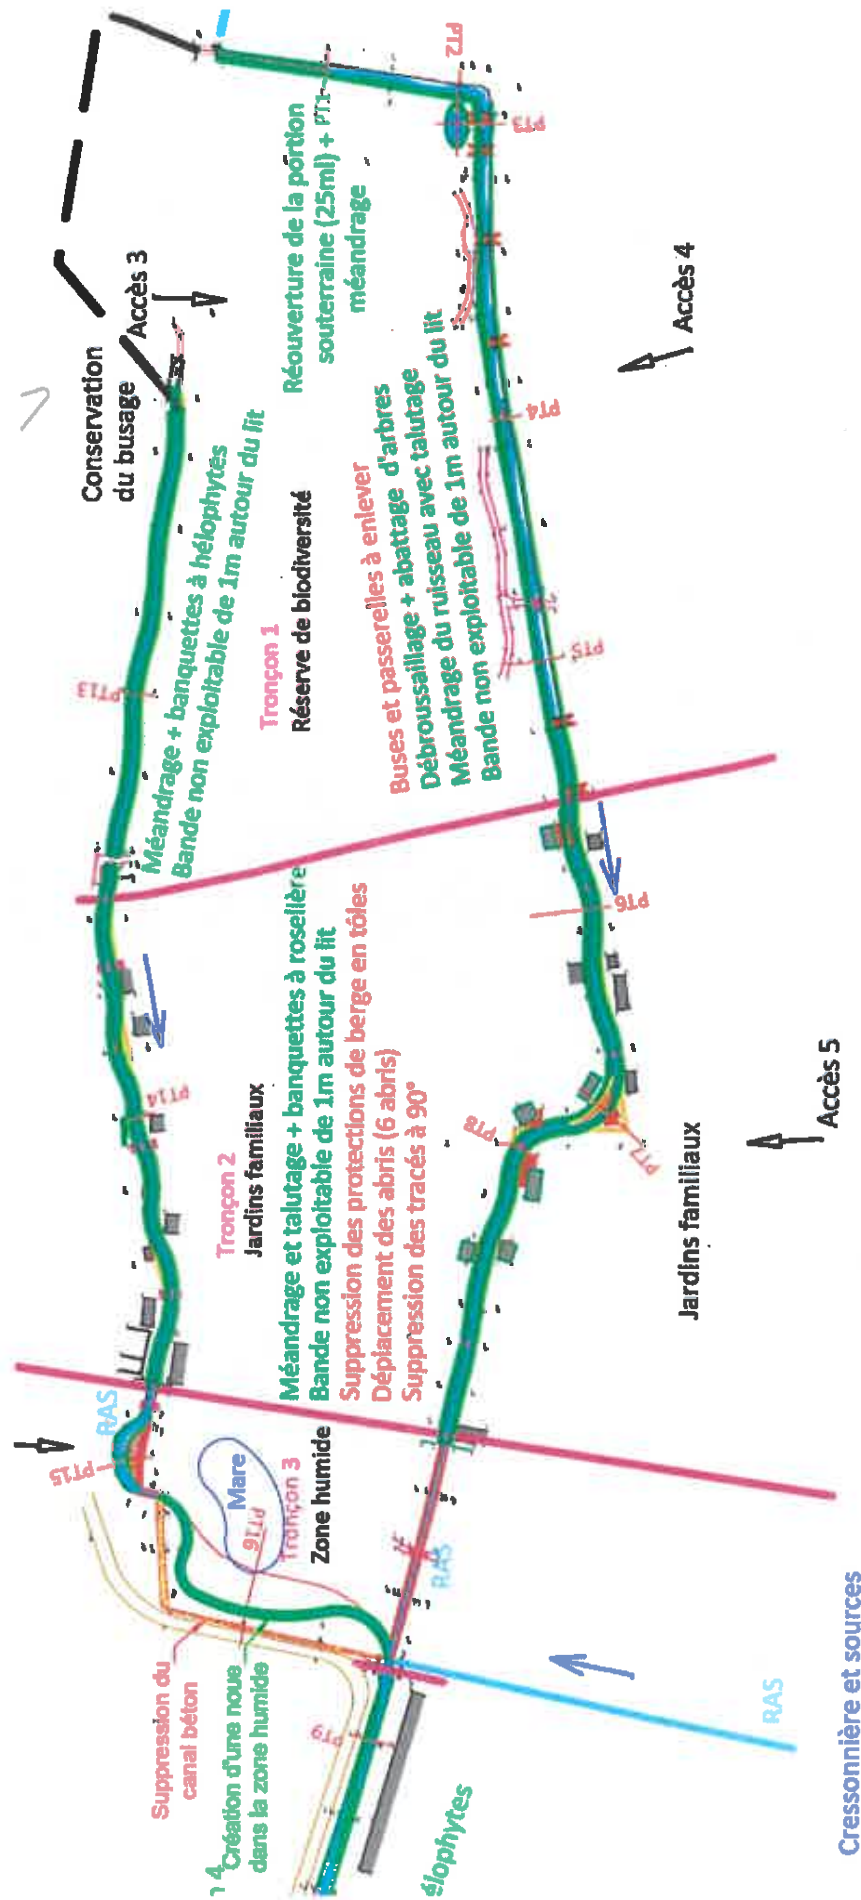 Conservation
du busage
Accès 3
Réouverture de la portion
souterraine (25ml) + PT1
méandrage
PT2
PT3
Méandrage + banquettes à hélophytes
Bande non exploitable de 1m autour du lit
Tronçon 1
Réserve de biodiversité
Buses et passerelles à enlever
Débroussaillage + abattage d'arbres
Méandrage du ruisseau avec talutage
Bande non exploitable de 1m autour du lit
Accès 4
PT4
PT5
PT13
PT6
PT14
Tronçon 2
Jardins familiaux
Méandrage et talutage + banquettes à roselière
Bande non exploitable de 1m autour du lit
Suppression des protections de berge en tôles
Déplacement des abris (6 abris)
Suppression des tracés à 90°
PT8
PT7
Accès 5
Jardins familiaux
RAS
PT15
Mare
PT16
Tronçon 3
Zone humide
RAS
Suppression du
canal béton
n 4
Création d'une noue
dans la zone humide
PT9
élophytes
RAS
Cressonnière et sources